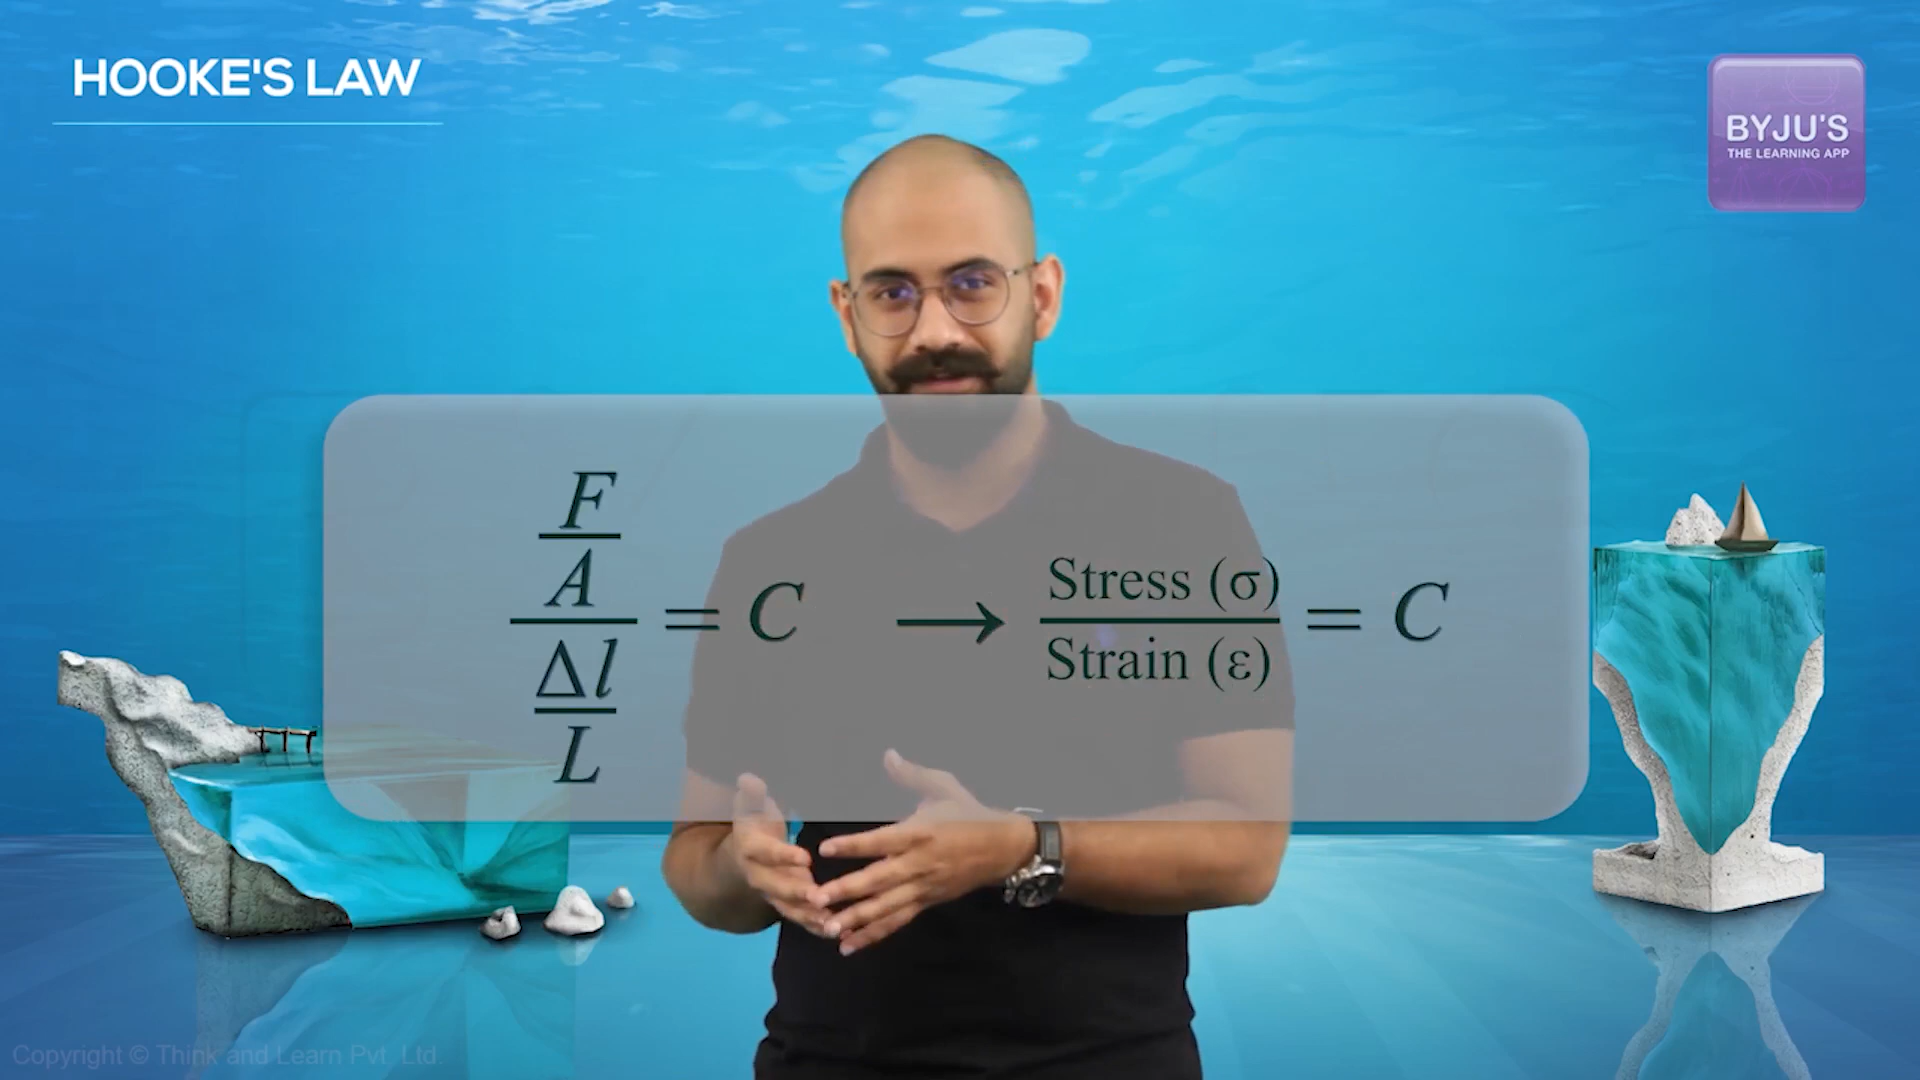 HOOKE'S LAW
BYJU'S
THE LEARNING APP
F
A
Δl
L
= C
→
Stress (σ)
Strain (ε)
= C
Copyright © Think and Learn Pvt. Ltd.